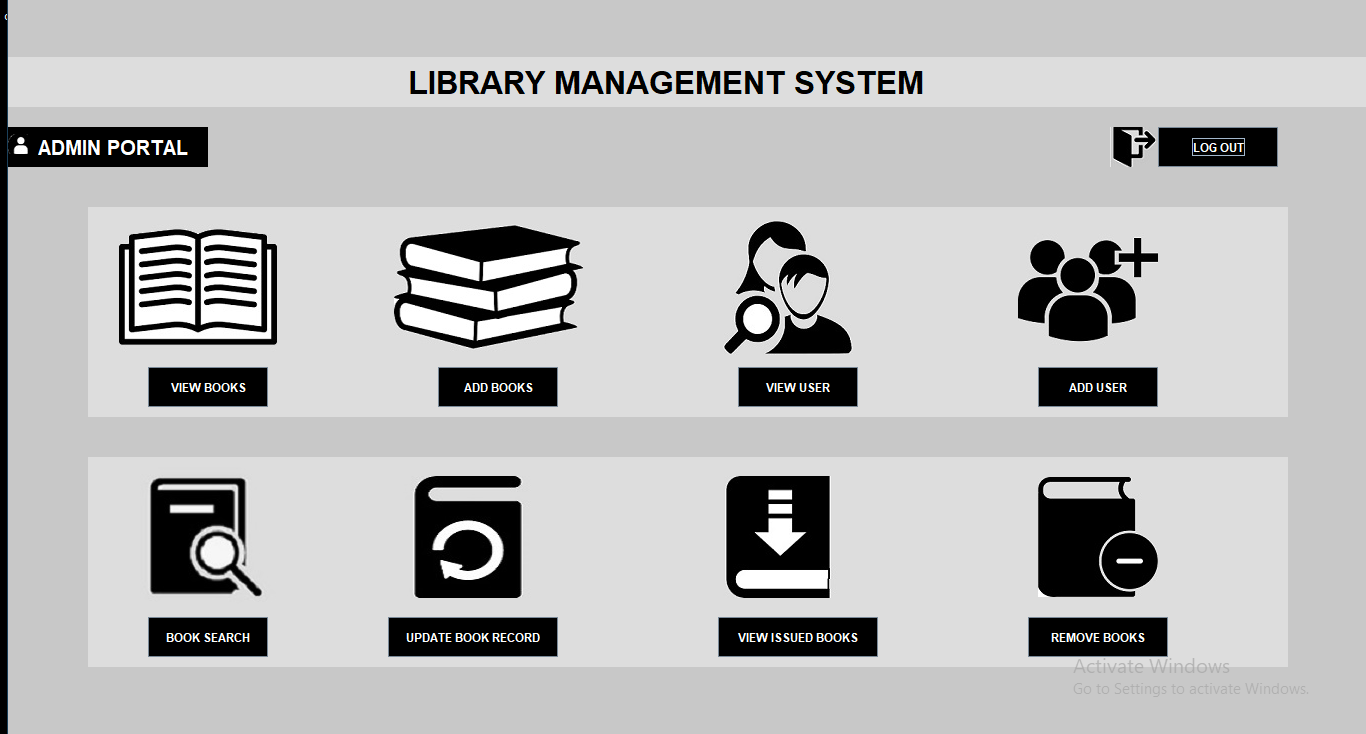 LIBRARY MANAGEMENT SYSTEM
ADMIN PORTAL
LOG OUT
VIEW BOOKS
ADD BOOKS
VIEW USER
ADD USER
BOOK SEARCH
UPDATE BOOK RECORD
VIEW ISSUED BOOKS
REMOVE BOOKS
Activate Windows
Go to Settings to activate Windows.